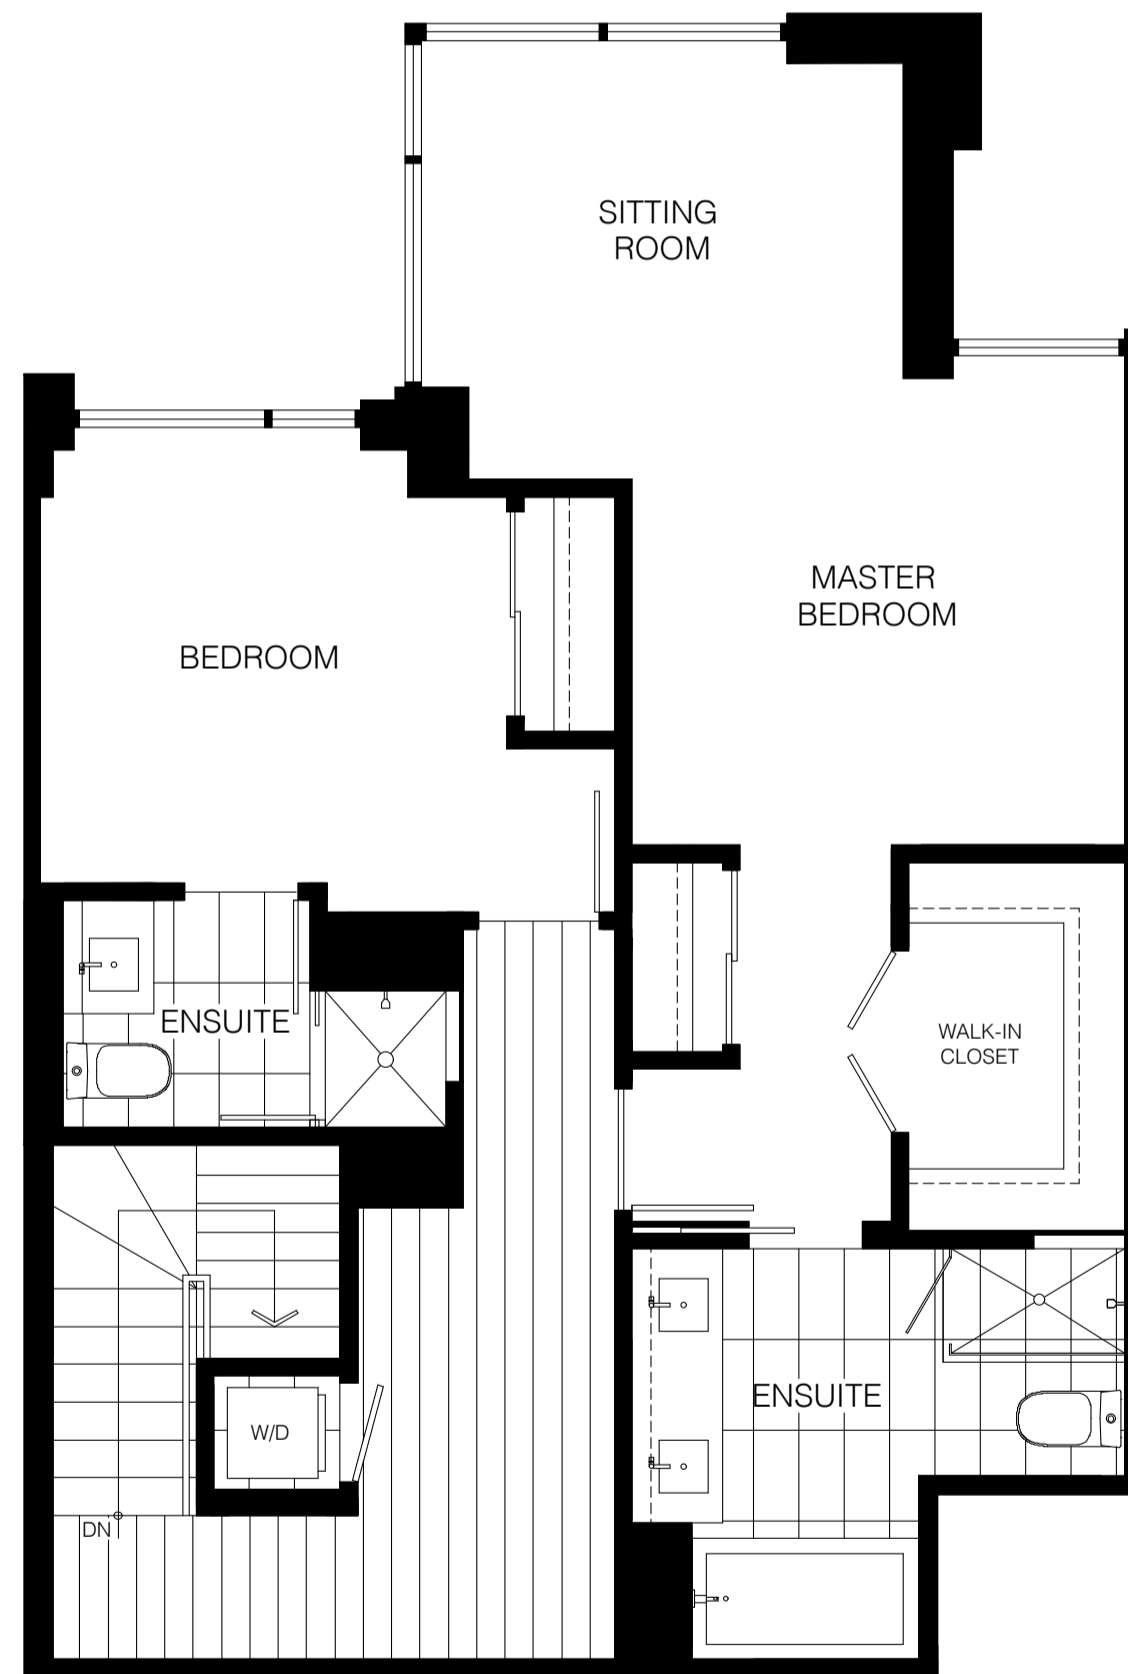 SITTING
ROOM
MASTER
BEDROOM
BEDROOM
ENSUITE
WALK-IN
CLOSET
ENSUITE
W/D
DN